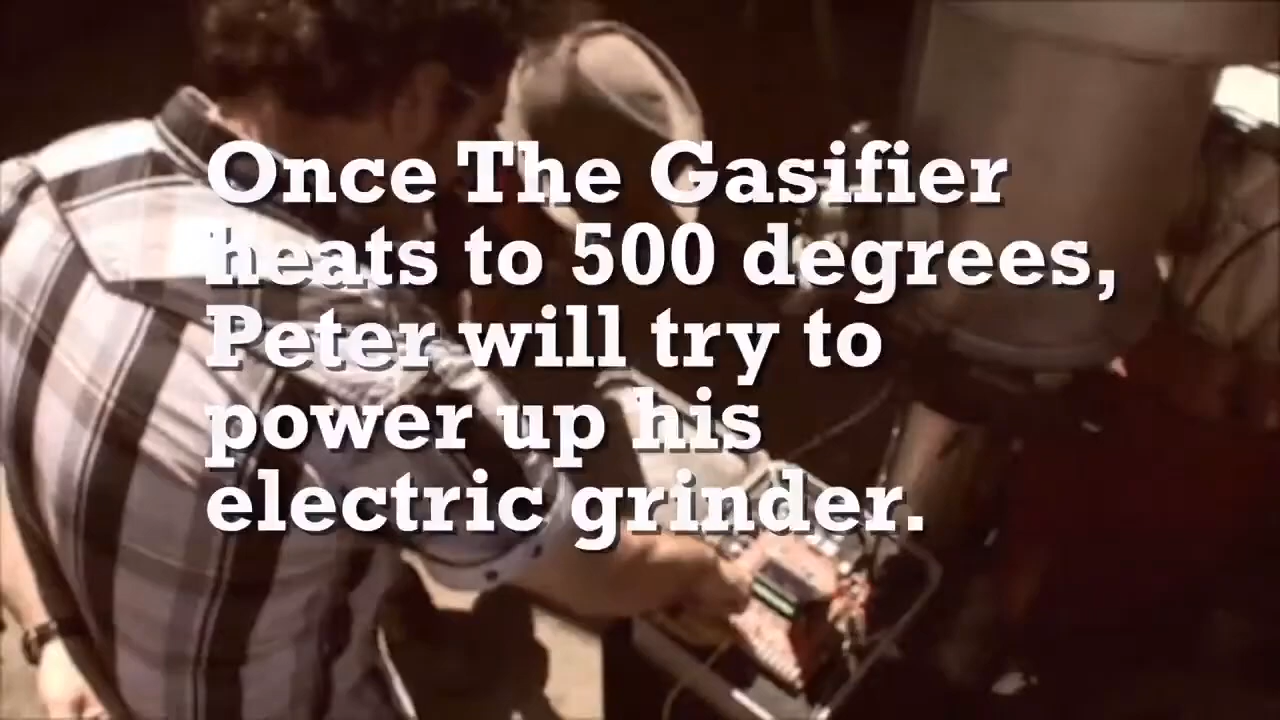 Once The Gasifier
heats to 500 degrees,
Peter will try to
power up his
electric grinder.